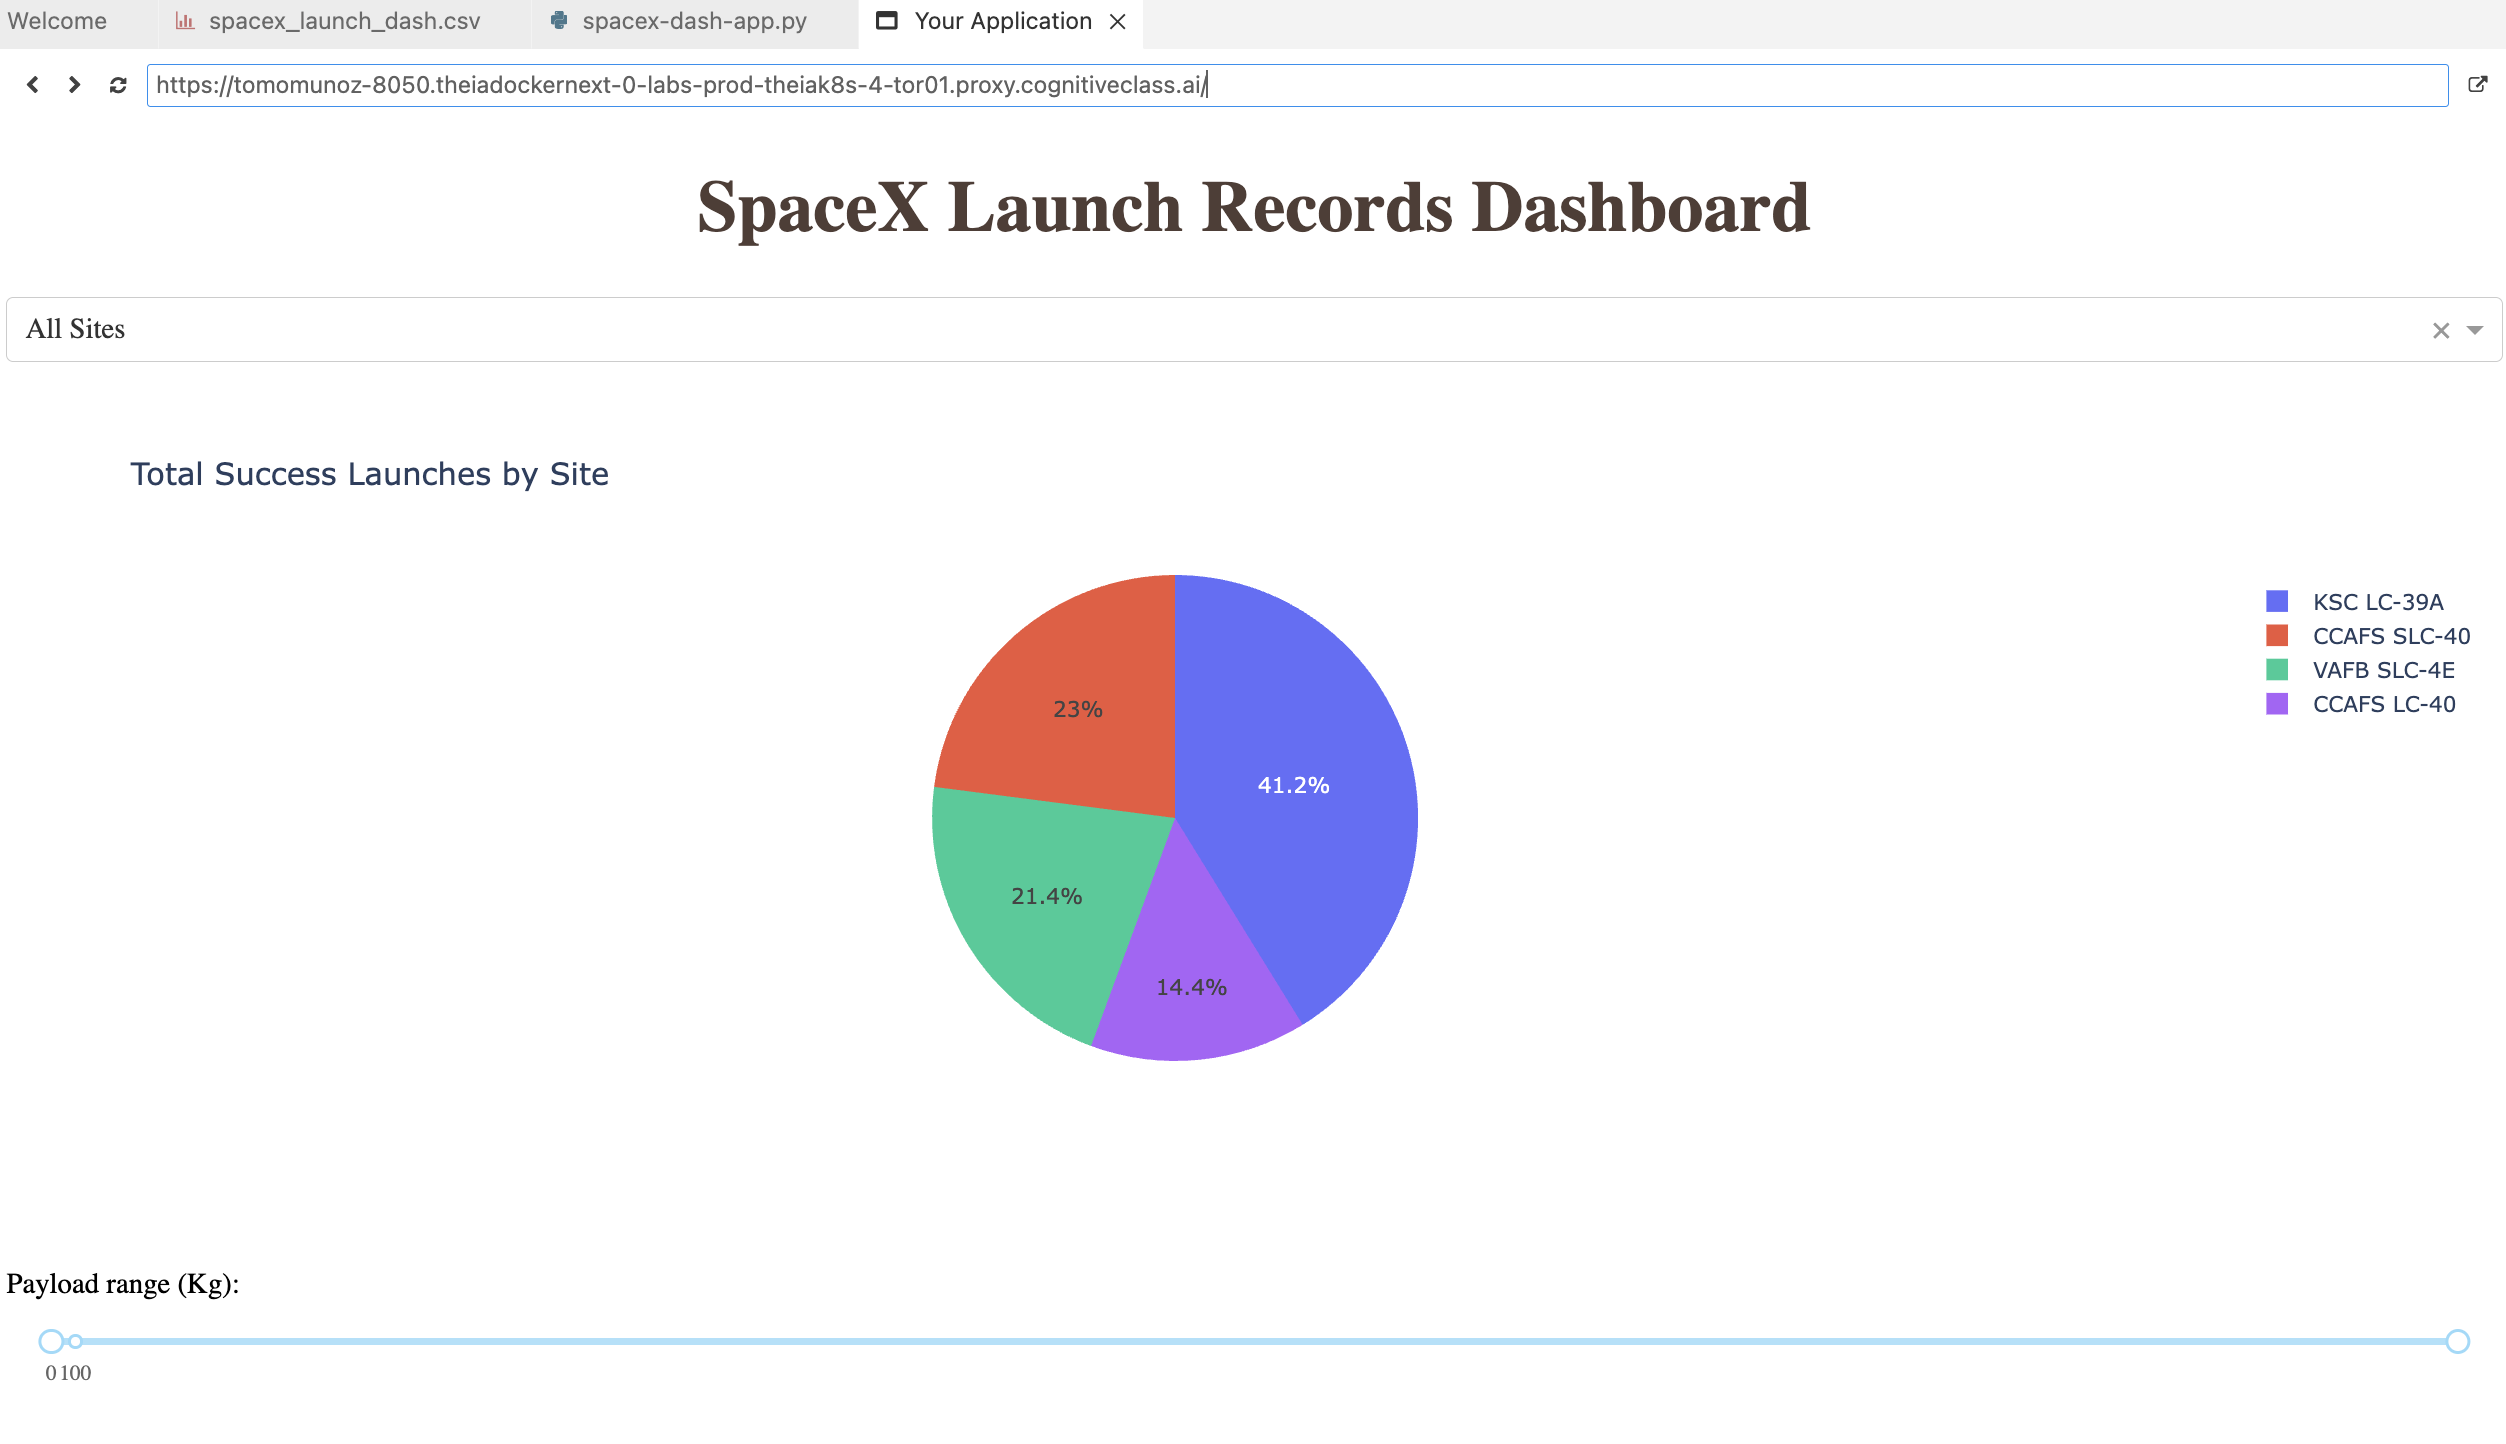 Welcome spacex_launch_dash.csv spacex-dash-app.py Your Application
https://tomomunoz-8050.theiadockernext-0-labs-prod-theiak8s-4-tor01.proxy.cognitiveclass.ai/
SpaceX Launch Records Dashboard
All Sites
Total Success Launches by Site
KSC LC-39A
CCAFS SLC-40
VAFB SLC-4E
CCAFS LC-40
23%
41.2%
21.4%
14.4%
Payload range (Kg):
0 100